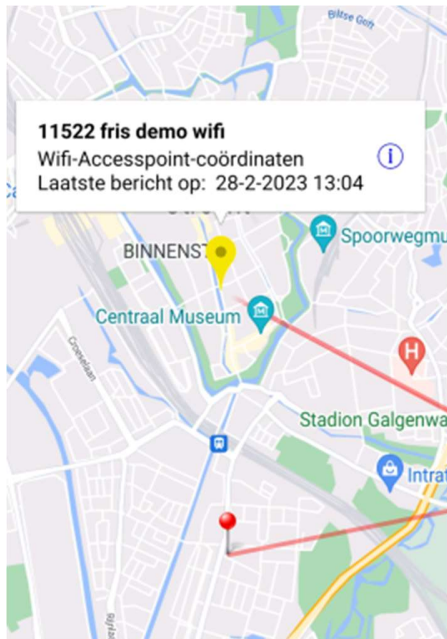 Biltse Grift
11522 fris demo wifi
Wifi-Accesspoint-coördinaten
Laatste bericht op: 28-2-2023 13:04
i
BINNENST
Spoorwegmu
Centraal Museum
Croeselaan
H
Stadion Galgenwa
Intrat